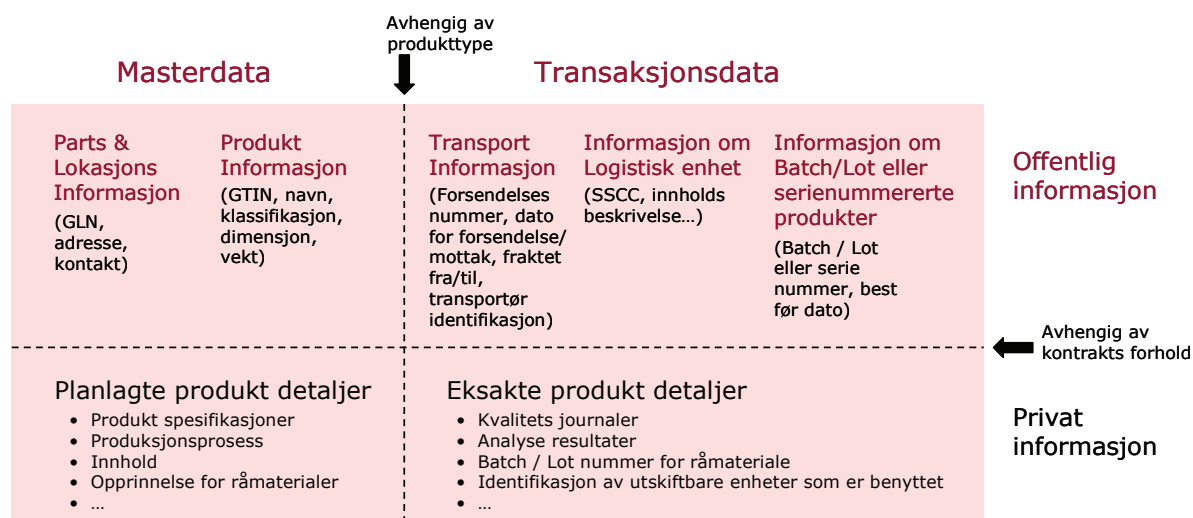 Avhengig av
produkttype
Masterdata
Transaksjonsdata
Parts &
Lokasjons
Informasjon
(GLN,
adresse,
kontakt)
Produkt
Informasjon
(GTIN, navn,
klassifikasjon,
dimensjon,
vekt)
Transport
Informasjon
(Forsendelses
nummer, dato
for forsendelse/
mottak, fraktet
fra/til,
transportør
identifikasjon)
Informasjon om
Logistisk enhet
(SSCC, innholds
beskrivelse…)
Informasjon om
Batch/Lot eller
serienummererte
produkter
(Batch / Lot
eller serie
nummer, best
før dato)
Offentlig
informasjon
Avhengig av
kontrakts forhold
Planlagte produkt detaljer
• Produkt spesifikasjoner
• Produksjonsprosess
• Innhold
• Opprinnelse for råmaterialer
• …
Eksakte produkt detaljer
• Kvalitets journaler
• Analyse resultater
• Batch / Lot nummer for råmateriale
• Identifikasjon av utskiftbare enheter som er benyttet
• …
Privat
informasjon